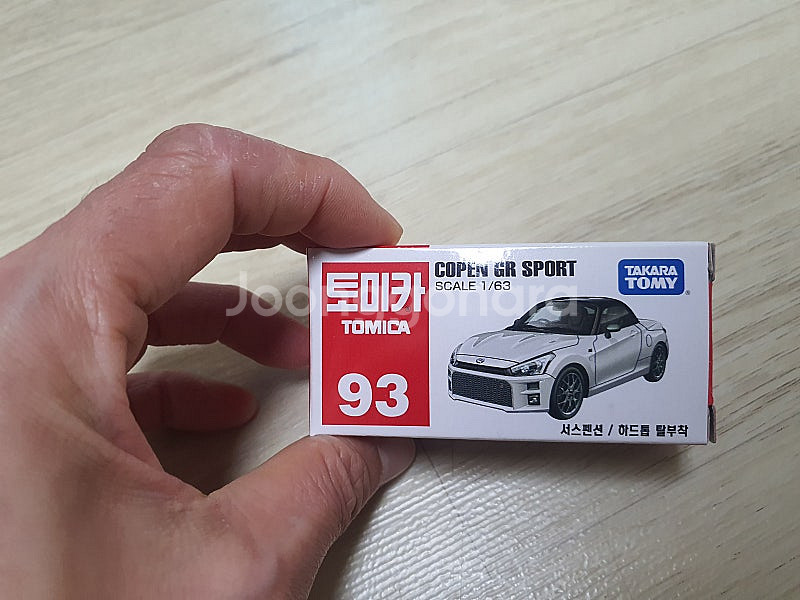 COPEN GR SPORT
SCALE 1/63
토미카
TOMICA
93
TAKARA
TOMY
서스펜션 / 하드톱 탈부착
Joonggonara